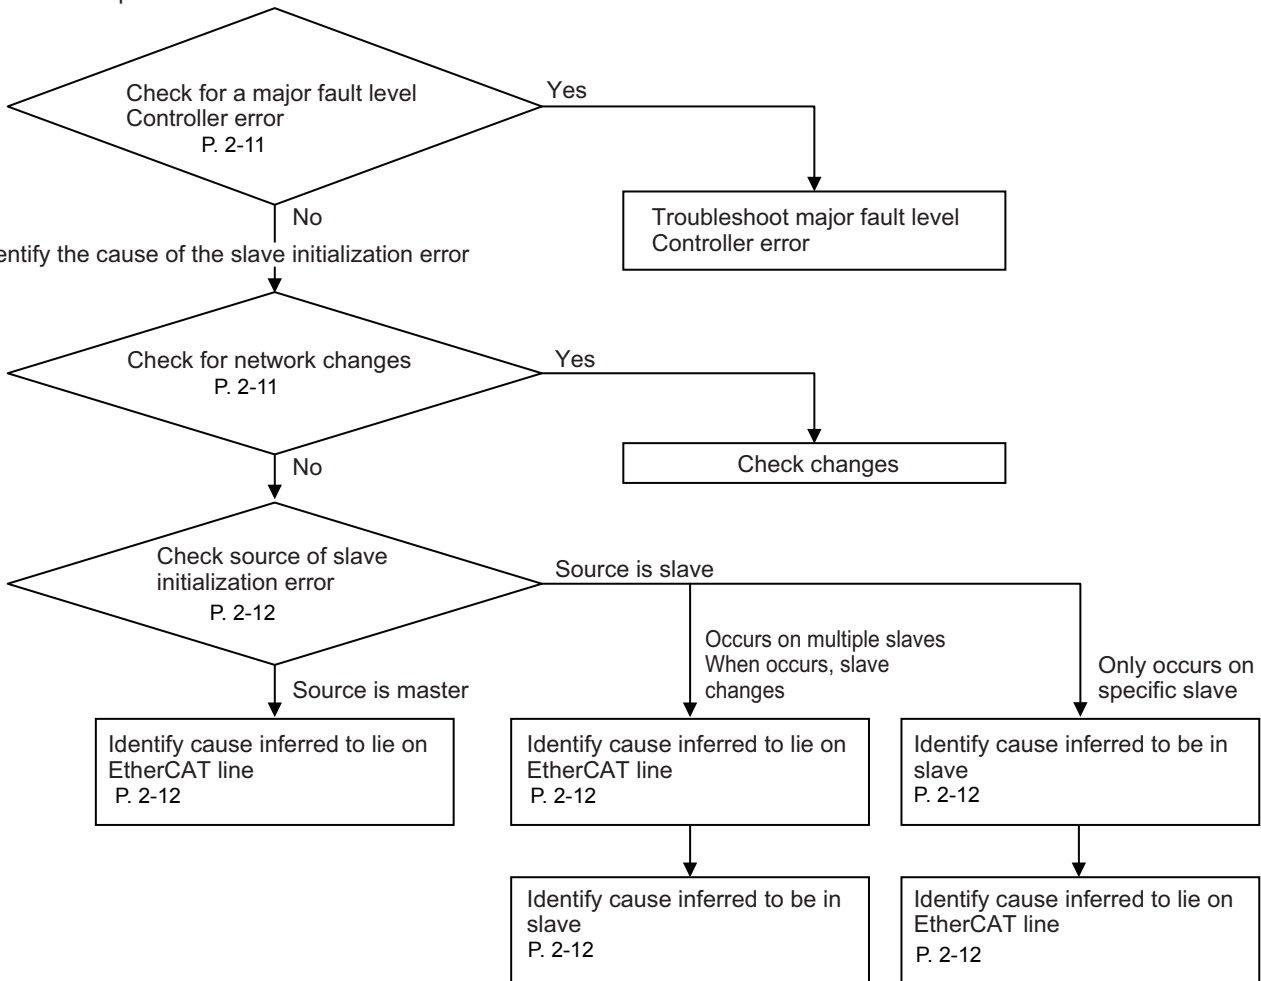 Check for a major fault level
Controller error
P. 2-11
Yes
Troubleshoot major fault level
Controller error
No
entify the cause of the slave initialization error
Check for network changes
P. 2-11
Yes
Check changes
No
Check source of slave
initialization error
P. 2-12
Source is slave
Occurs on multiple slaves
When occurs, slave
changes
Only occurs on
specific slave
Source is master
Identify cause inferred to lie on
EtherCAT line
P. 2-12
Identify cause inferred to lie on
EtherCAT line
P. 2-12
Identify cause inferred to be in
slave
P. 2-12
Identify cause inferred to be in
slave
P. 2-12
Identify cause inferred to lie on
EtherCAT line
P. 2-12